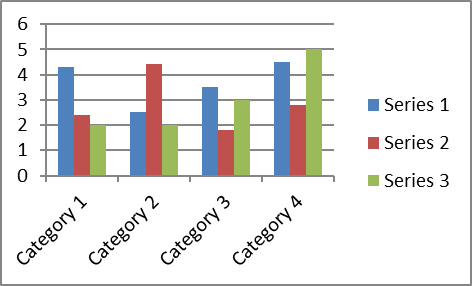 6
5
4
3
2
1
0
Category 1
Category 2
Category 3
Category 4
Series 1
Series 2
Series 3